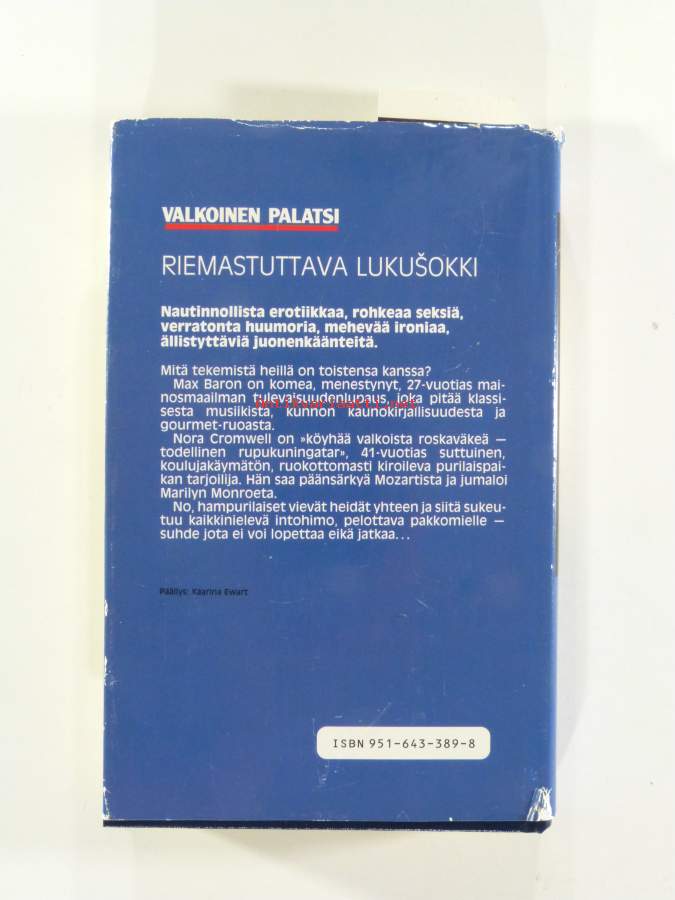 VALKOINEN PALATSI
RIEMASTUTTAVA LUKUŠOKKI
Nautinnollista erotiikkaa, rohkeaa seksiä,
verratonta huumoria, mehevää ironiaa,
ällistyttäviä juonenkäänteitä.
Mitä tekemistä heillä on toistensa kanssa?
Max Baron on komea, menestynyt, 27-vuotias mai-
nosmaailman tulevaisuudenlupaus, joka pitää klassi-
antikvariaatti.net
sesta musiikista, kunnon kaunokirjallisuudesta ja
gourmet-ruoasta.
Nora Cromwell on »köyhää valkoista roskaväkeä —
todellinen rupukuningatar», 41-vuotias suttuinen,
koulujakäymätön, ruokottomasti kiroileva purilaispai-
kan tarjoilija. Hän saa päänsärkyä Mozartista ja jumaloi
Marilyn Monroeta.
No, hampurilaiset vievät heidät yhteen ja siitä sukeu-
tuu kaikkinielevä intohimo, pelottava pakkomielle —
suhde jota ei voi lopettaa eikä jatkaa...
Päällys: Kaarina Ewart
ISBN 951-643-389-8